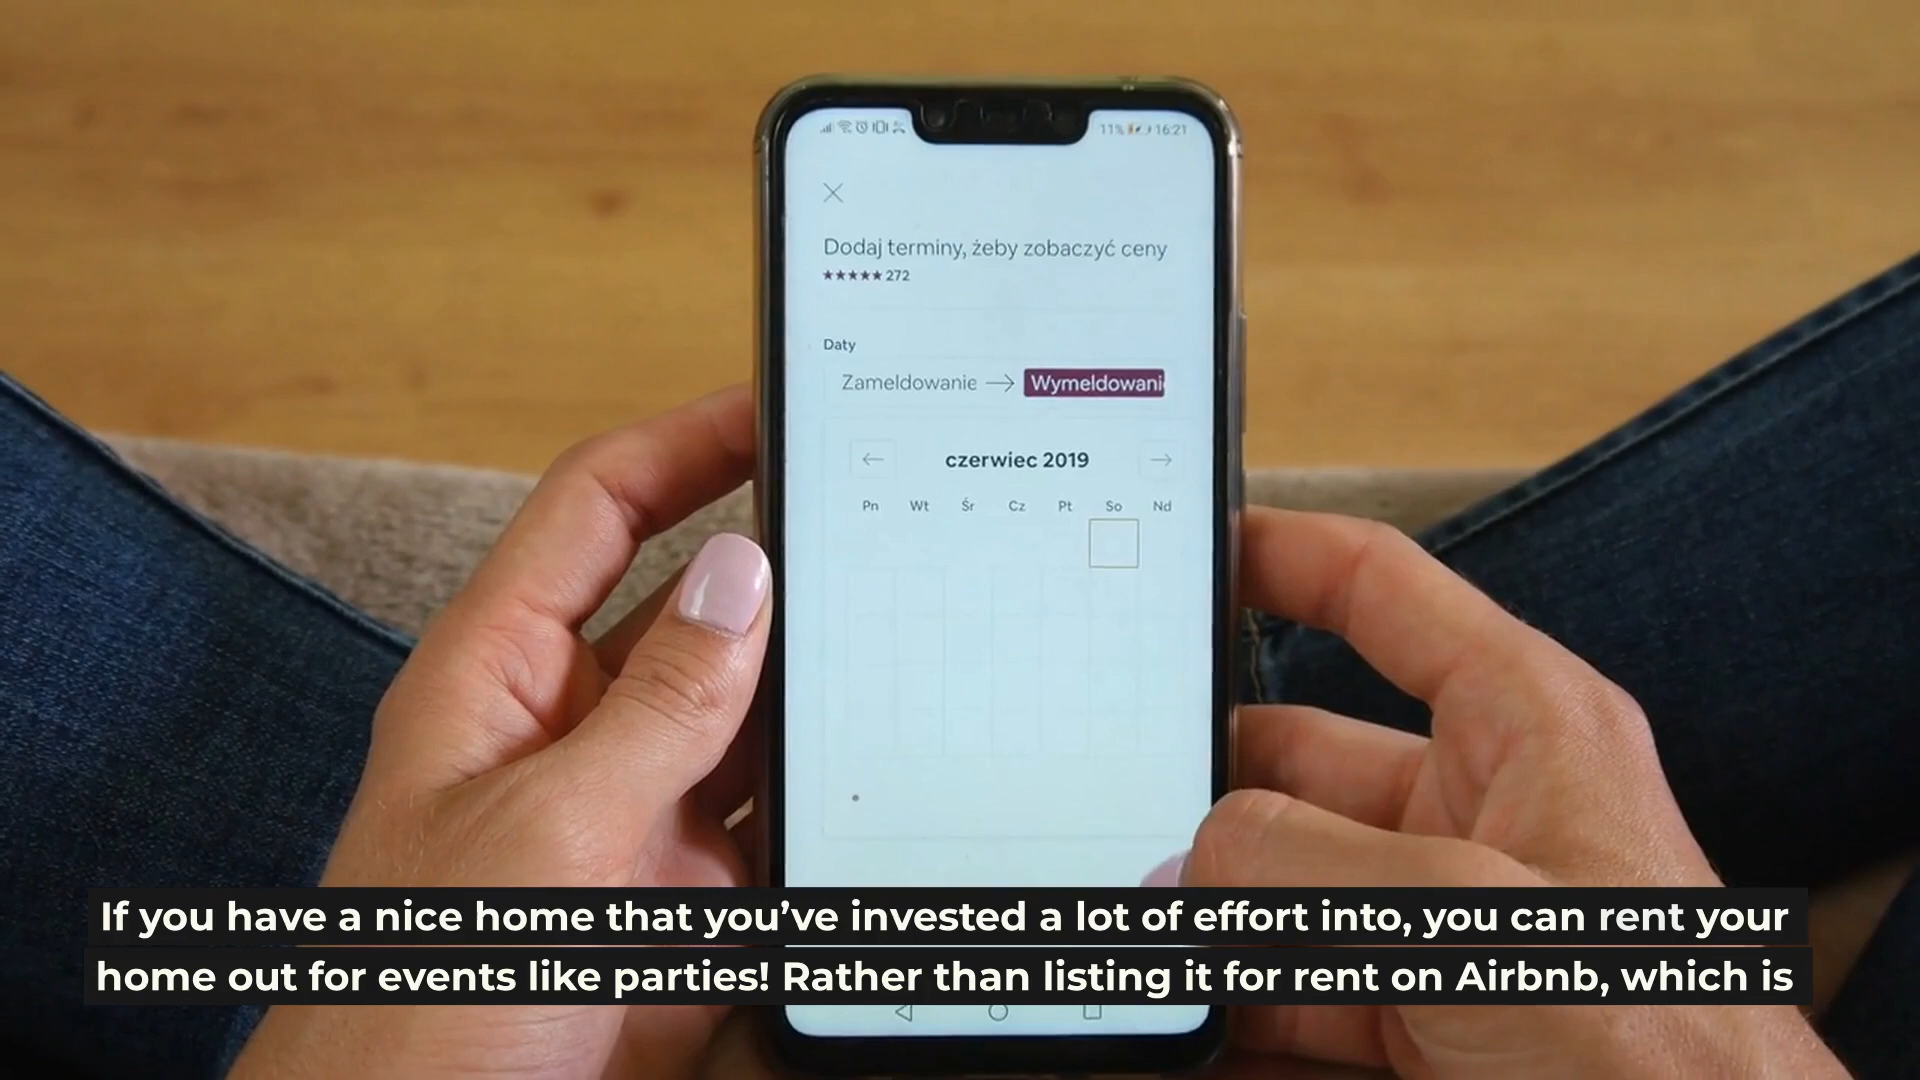 11% 16:21
Dodaj terminy, żeby zobaczyć ceny
★★★★★ 272
Daty
Zameldowanie → Wymeldowani
← czerwiec 2019 →
Pn Wt Śr Cz Pt So Nd
If you have a nice home that you’ve invested a lot of effort into, you can rent your
home out for events like parties! Rather than listing it for rent on Airbnb, which is